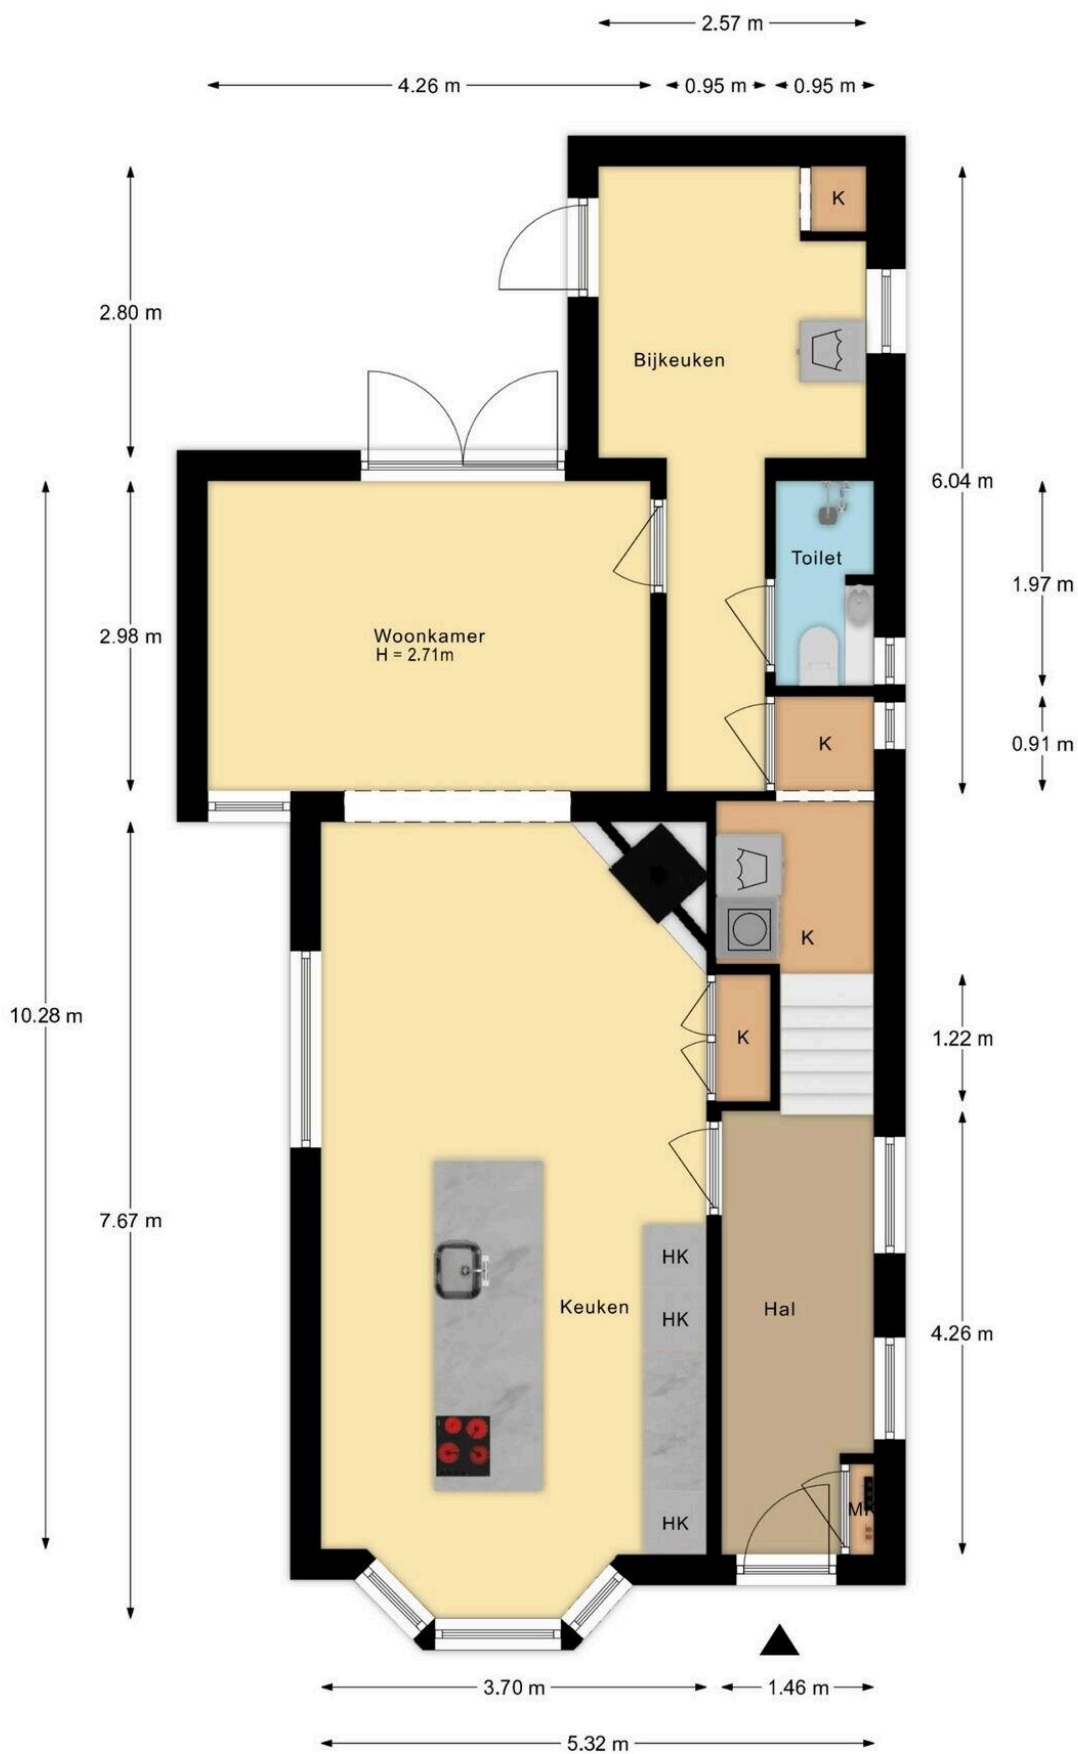 2.57 m
4.26 m
0.95 m
0.95 m
K
2.80 m
Bijkeuken
6.04 m
Toilet
1.97 m
2.98 m
Woonkamer
H = 2.71m
K
0.91 m
K
10.28 m
K
1.22 m
7.67 m
HK
Keuken
HK
Hal
4.26 m
MK
HK
3.70 m
1.46 m
5.32 m